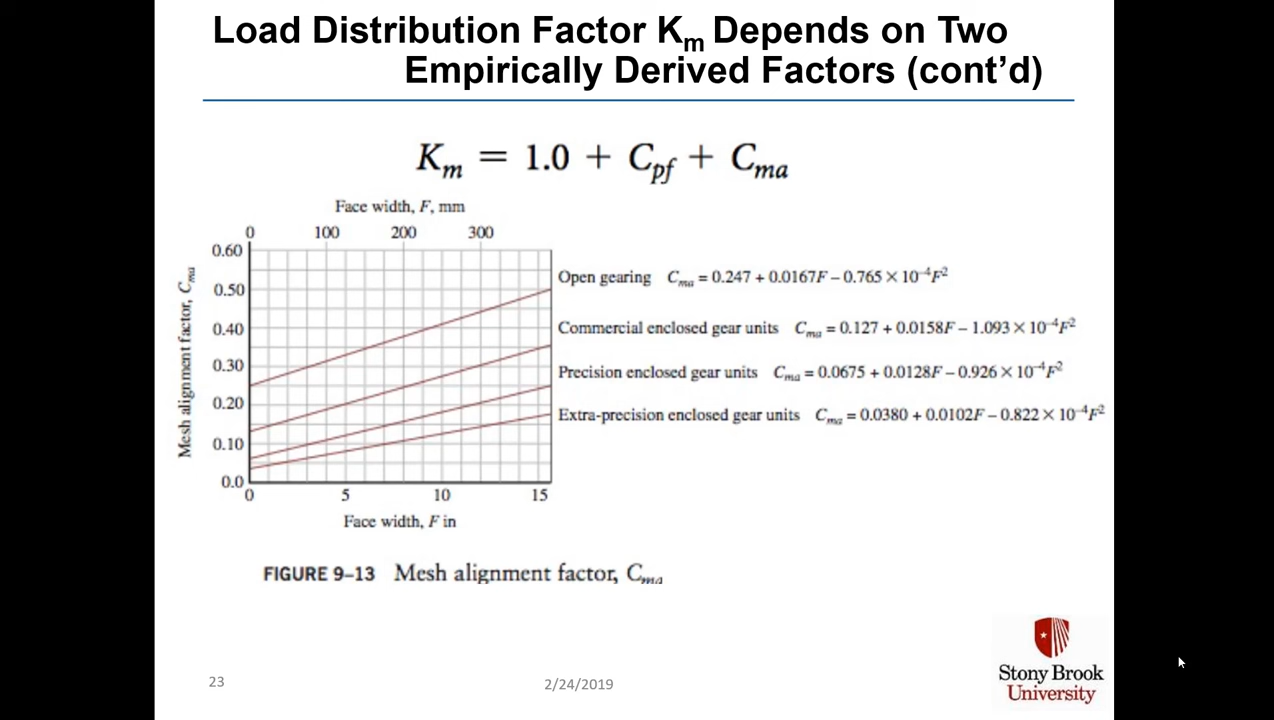 Load Distribution Factor Km Depends on Two
Empirically Derived Factors (cont’d)
Km = 1.0 + Cpf + Cma
Face width, F, mm
0 100 200 300
Mesh alignment factor, Cma
0.60
0.50
0.40
0.30
0.20
0.10
0.0
Open gearing Cma = 0.247 + 0.0167F − 0.765 × 10⁻⁴F²
Commercial enclosed gear units Cma = 0.127 + 0.0158F − 1.093 × 10⁻⁴F²
Precision enclosed gear units Cma = 0.0675 + 0.0128F − 0.926 × 10⁻⁴F²
Extra-precision enclosed gear units Cma = 0.0380 + 0.0102F − 0.822 × 10⁻⁴F²
0 5 10 15
Face width, F in
FIGURE 9–13 Mesh alignment factor, Cma
23
2/24/2019
Stony Brook
University